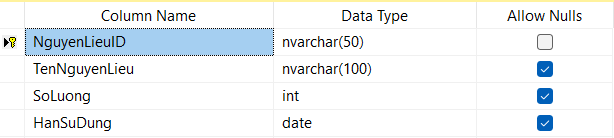 Column Name Data Type Allow Nulls
NguyenLieuID nvarchar(50)
TenNguyenLieu nvarchar(100)
SoLuong int
HanSuDung date